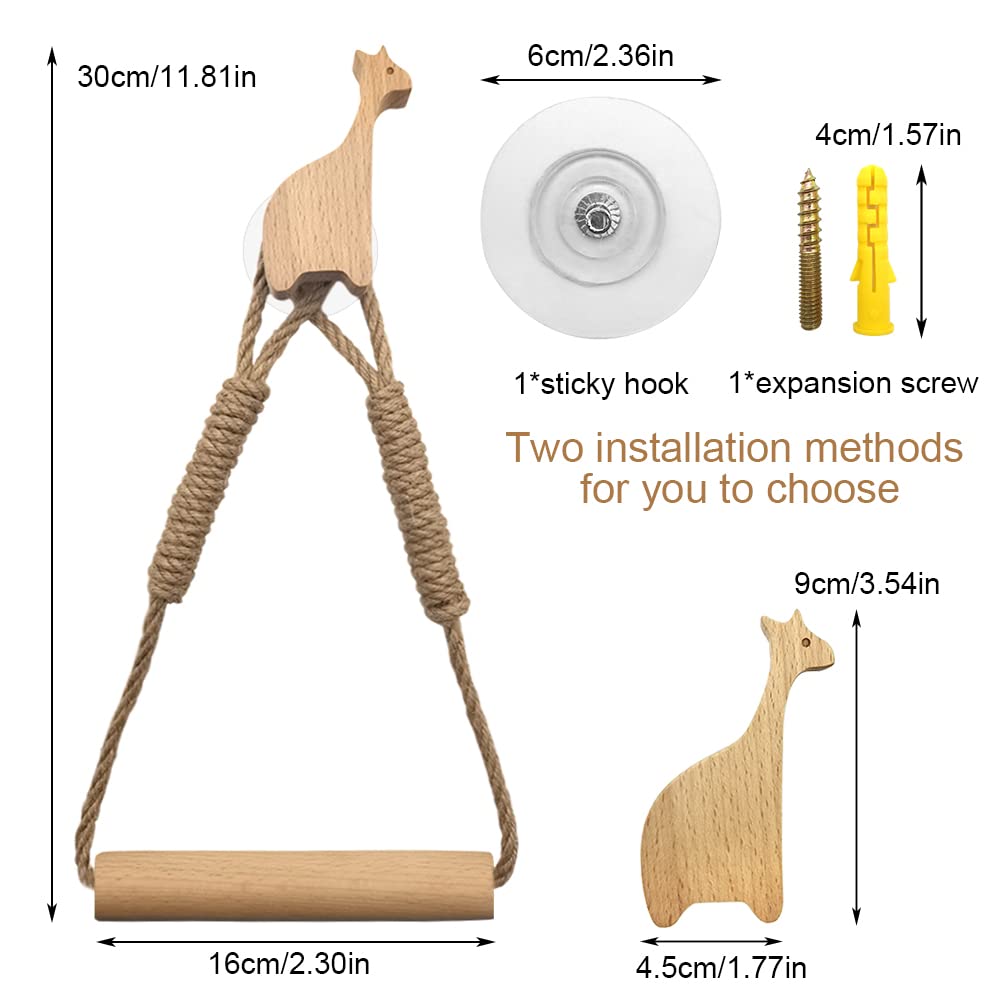 30cm/11.81in
6cm/2.36in
4cm/1.57in
1*sticky hook
1*expansion screw
Two installation methods
for you to choose
9cm/3.54in
16cm/2.30in
4.5cm/1.77in